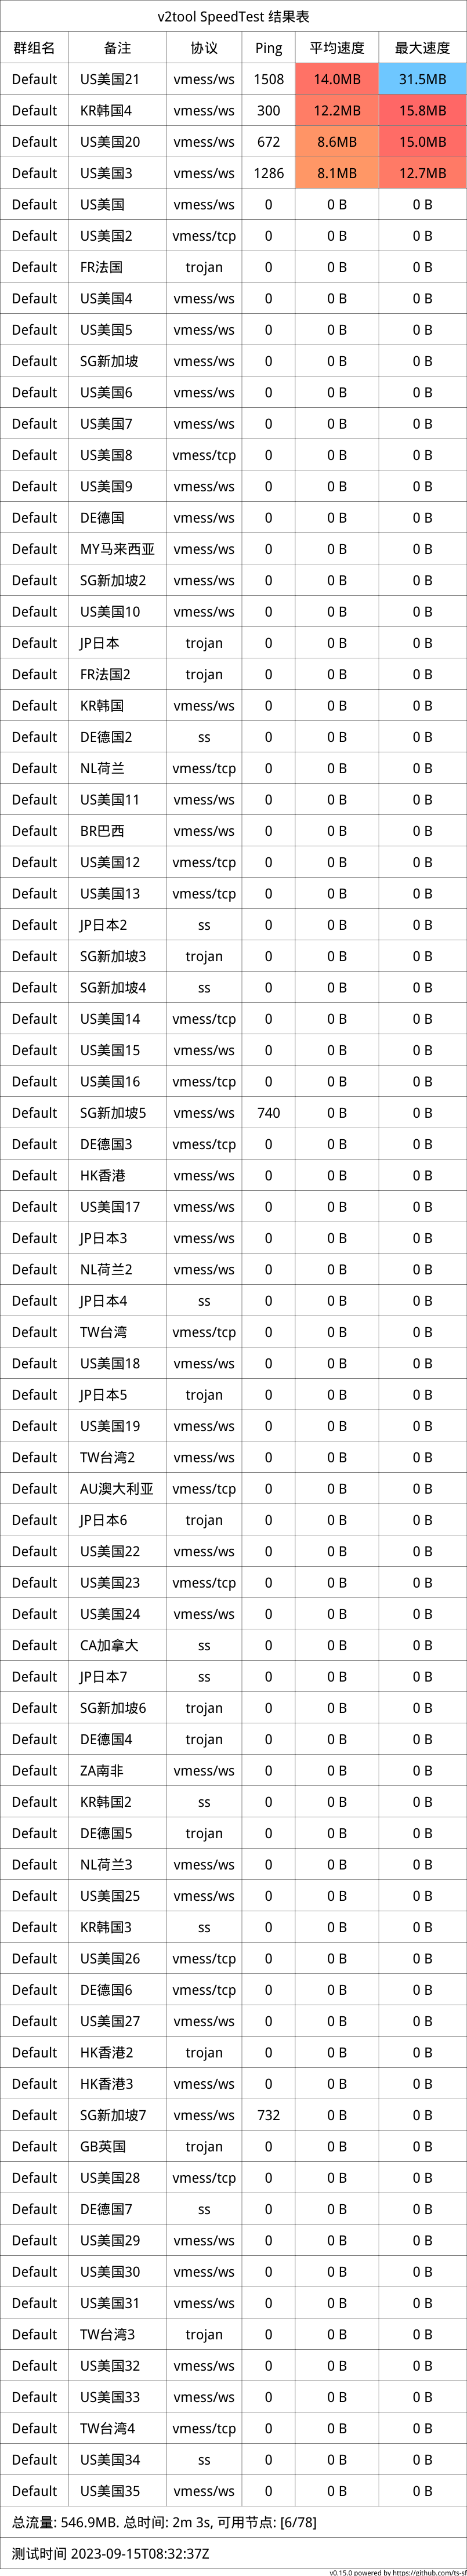 v2tool SpeedTest 结果表
群组名 备注 协议 Ping 平均速度 最大速度
Default US美国21 vmess/ws 1508 14.0MB 31.5MB
Default KR韩国4 vmess/ws 300 12.2MB 15.8MB
Default US美国20 vmess/ws 672 8.6MB 15.0MB
Default US美国3 vmess/ws 1286 8.1MB 12.7MB
Default US美国 vmess/ws 0 0 B 0 B
Default US美国2 vmess/tcp 0 0 B 0 B
Default FR法国 trojan 0 0 B 0 B
Default US美国4 vmess/ws 0 0 B 0 B
Default US美国5 vmess/ws 0 0 B 0 B
Default SG新加坡 vmess/ws 0 0 B 0 B
Default US美国6 vmess/ws 0 0 B 0 B
Default US美国7 vmess/ws 0 0 B 0 B
Default US美国8 vmess/tcp 0 0 B 0 B
Default US美国9 vmess/ws 0 0 B 0 B
Default DE德国 vmess/ws 0 0 B 0 B
Default MY马来西亚 vmess/ws 0 0 B 0 B
Default SG新加坡2 vmess/ws 0 0 B 0 B
Default US美国10 vmess/ws 0 0 B 0 B
Default JP日本 trojan 0 0 B 0 B
Default FR法国2 trojan 0 0 B 0 B
Default KR韩国 vmess/ws 0 0 B 0 B
Default DE德国2 ss 0 0 B 0 B
Default NL荷兰 vmess/tcp 0 0 B 0 B
Default US美国11 vmess/ws 0 0 B 0 B
Default BR巴西 vmess/ws 0 0 B 0 B
Default US美国12 vmess/tcp 0 0 B 0 B
Default US美国13 vmess/tcp 0 0 B 0 B
Default JP日本2 ss 0 0 B 0 B
Default SG新加坡3 trojan 0 0 B 0 B
Default SG新加坡4 ss 0 0 B 0 B
Default US美国14 vmess/tcp 0 0 B 0 B
Default US美国15 vmess/ws 0 0 B 0 B
Default US美国16 vmess/tcp 0 0 B 0 B
Default SG新加坡5 vmess/ws 740 0 B 0 B
Default DE德国3 vmess/tcp 0 0 B 0 B
Default HK香港 vmess/ws 0 0 B 0 B
Default US美国17 vmess/ws 0 0 B 0 B
Default JP日本3 vmess/ws 0 0 B 0 B
Default NL荷兰2 vmess/ws 0 0 B 0 B
Default JP日本4 ss 0 0 B 0 B
Default TW台湾 vmess/tcp 0 0 B 0 B
Default US美国18 vmess/ws 0 0 B 0 B
Default JP日本5 trojan 0 0 B 0 B
Default US美国19 vmess/ws 0 0 B 0 B
Default TW台湾2 vmess/ws 0 0 B 0 B
Default AU澳大利亚 vmess/tcp 0 0 B 0 B
Default JP日本6 trojan 0 0 B 0 B
Default US美国22 vmess/ws 0 0 B 0 B
Default US美国23 vmess/tcp 0 0 B 0 B
Default US美国24 vmess/ws 0 0 B 0 B
Default CA加拿大 ss 0 0 B 0 B
Default JP日本7 ss 0 0 B 0 B
Default SG新加坡6 trojan 0 0 B 0 B
Default DE德国4 trojan 0 0 B 0 B
Default ZA南非 vmess/ws 0 0 B 0 B
Default KR韩国2 ss 0 0 B 0 B
Default DE德国5 trojan 0 0 B 0 B
Default NL荷兰3 vmess/ws 0 0 B 0 B
Default US美国25 vmess/ws 0 0 B 0 B
Default KR韩国3 ss 0 0 B 0 B
Default US美国26 vmess/tcp 0 0 B 0 B
Default DE德国6 vmess/tcp 0 0 B 0 B
Default US美国27 vmess/ws 0 0 B 0 B
Default HK香港2 trojan 0 0 B 0 B
Default HK香港3 vmess/ws 0 0 B 0 B
Default SG新加坡7 vmess/ws 732 0 B 0 B
Default GB英国 trojan 0 0 B 0 B
Default US美国28 vmess/tcp 0 0 B 0 B
Default DE德国7 ss 0 0 B 0 B
Default US美国29 vmess/ws 0 0 B 0 B
Default US美国30 vmess/ws 0 0 B 0 B
Default US美国31 vmess/ws 0 0 B 0 B
Default TW台湾3 trojan 0 0 B 0 B
Default US美国32 vmess/ws 0 0 B 0 B
Default US美国33 vmess/ws 0 0 B 0 B
Default TW台湾4 vmess/tcp 0 0 B 0 B
Default US美国34 ss 0 0 B 0 B
Default US美国35 vmess/ws 0 0 B 0 B
总流量: 546.9MB. 总时间: 2m 3s, 可用节点: [6/78]
测试时间 2023-09-15T08:32:37Z
v0.15.0 powered by https://github.com/ts-sf